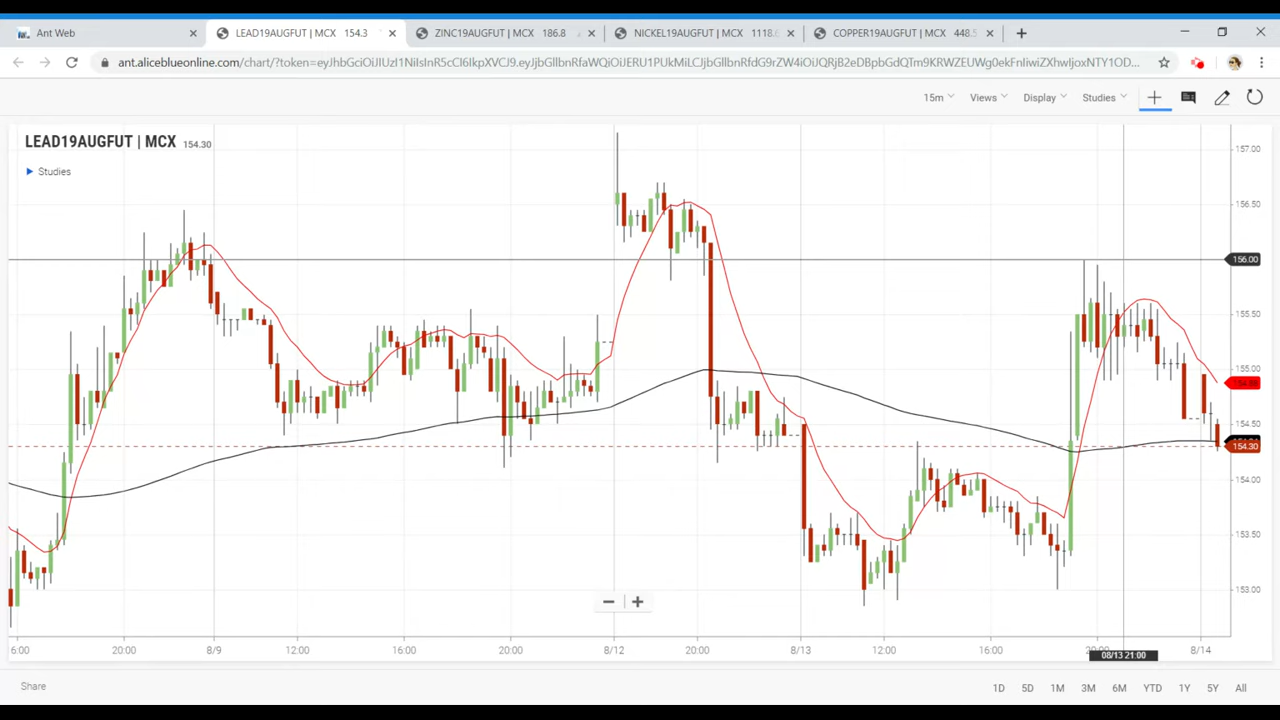 Ant Web
LEAD19AUGFUT | MCX 154.3
ZINC19AUGFUT | MCX 186.8
NICKEL19AUGFUT | MCX 1118.6
COPPER19AUGFUT | MCX 448.5
15m Views Display Studies
LEAD19AUGFUT | MCX 154.30
Studies
157.00
156.50
156.00
155.50
155.00
154.50
154.30
154.00
153.50
153.00
20:00 8/9 12:00 16:00 20:00 8/12 20:00 8/13 12:00 16:00 8/14
08/13 21:00
Share
1D 5D 1M 3M 6M YTD 1Y 5Y All